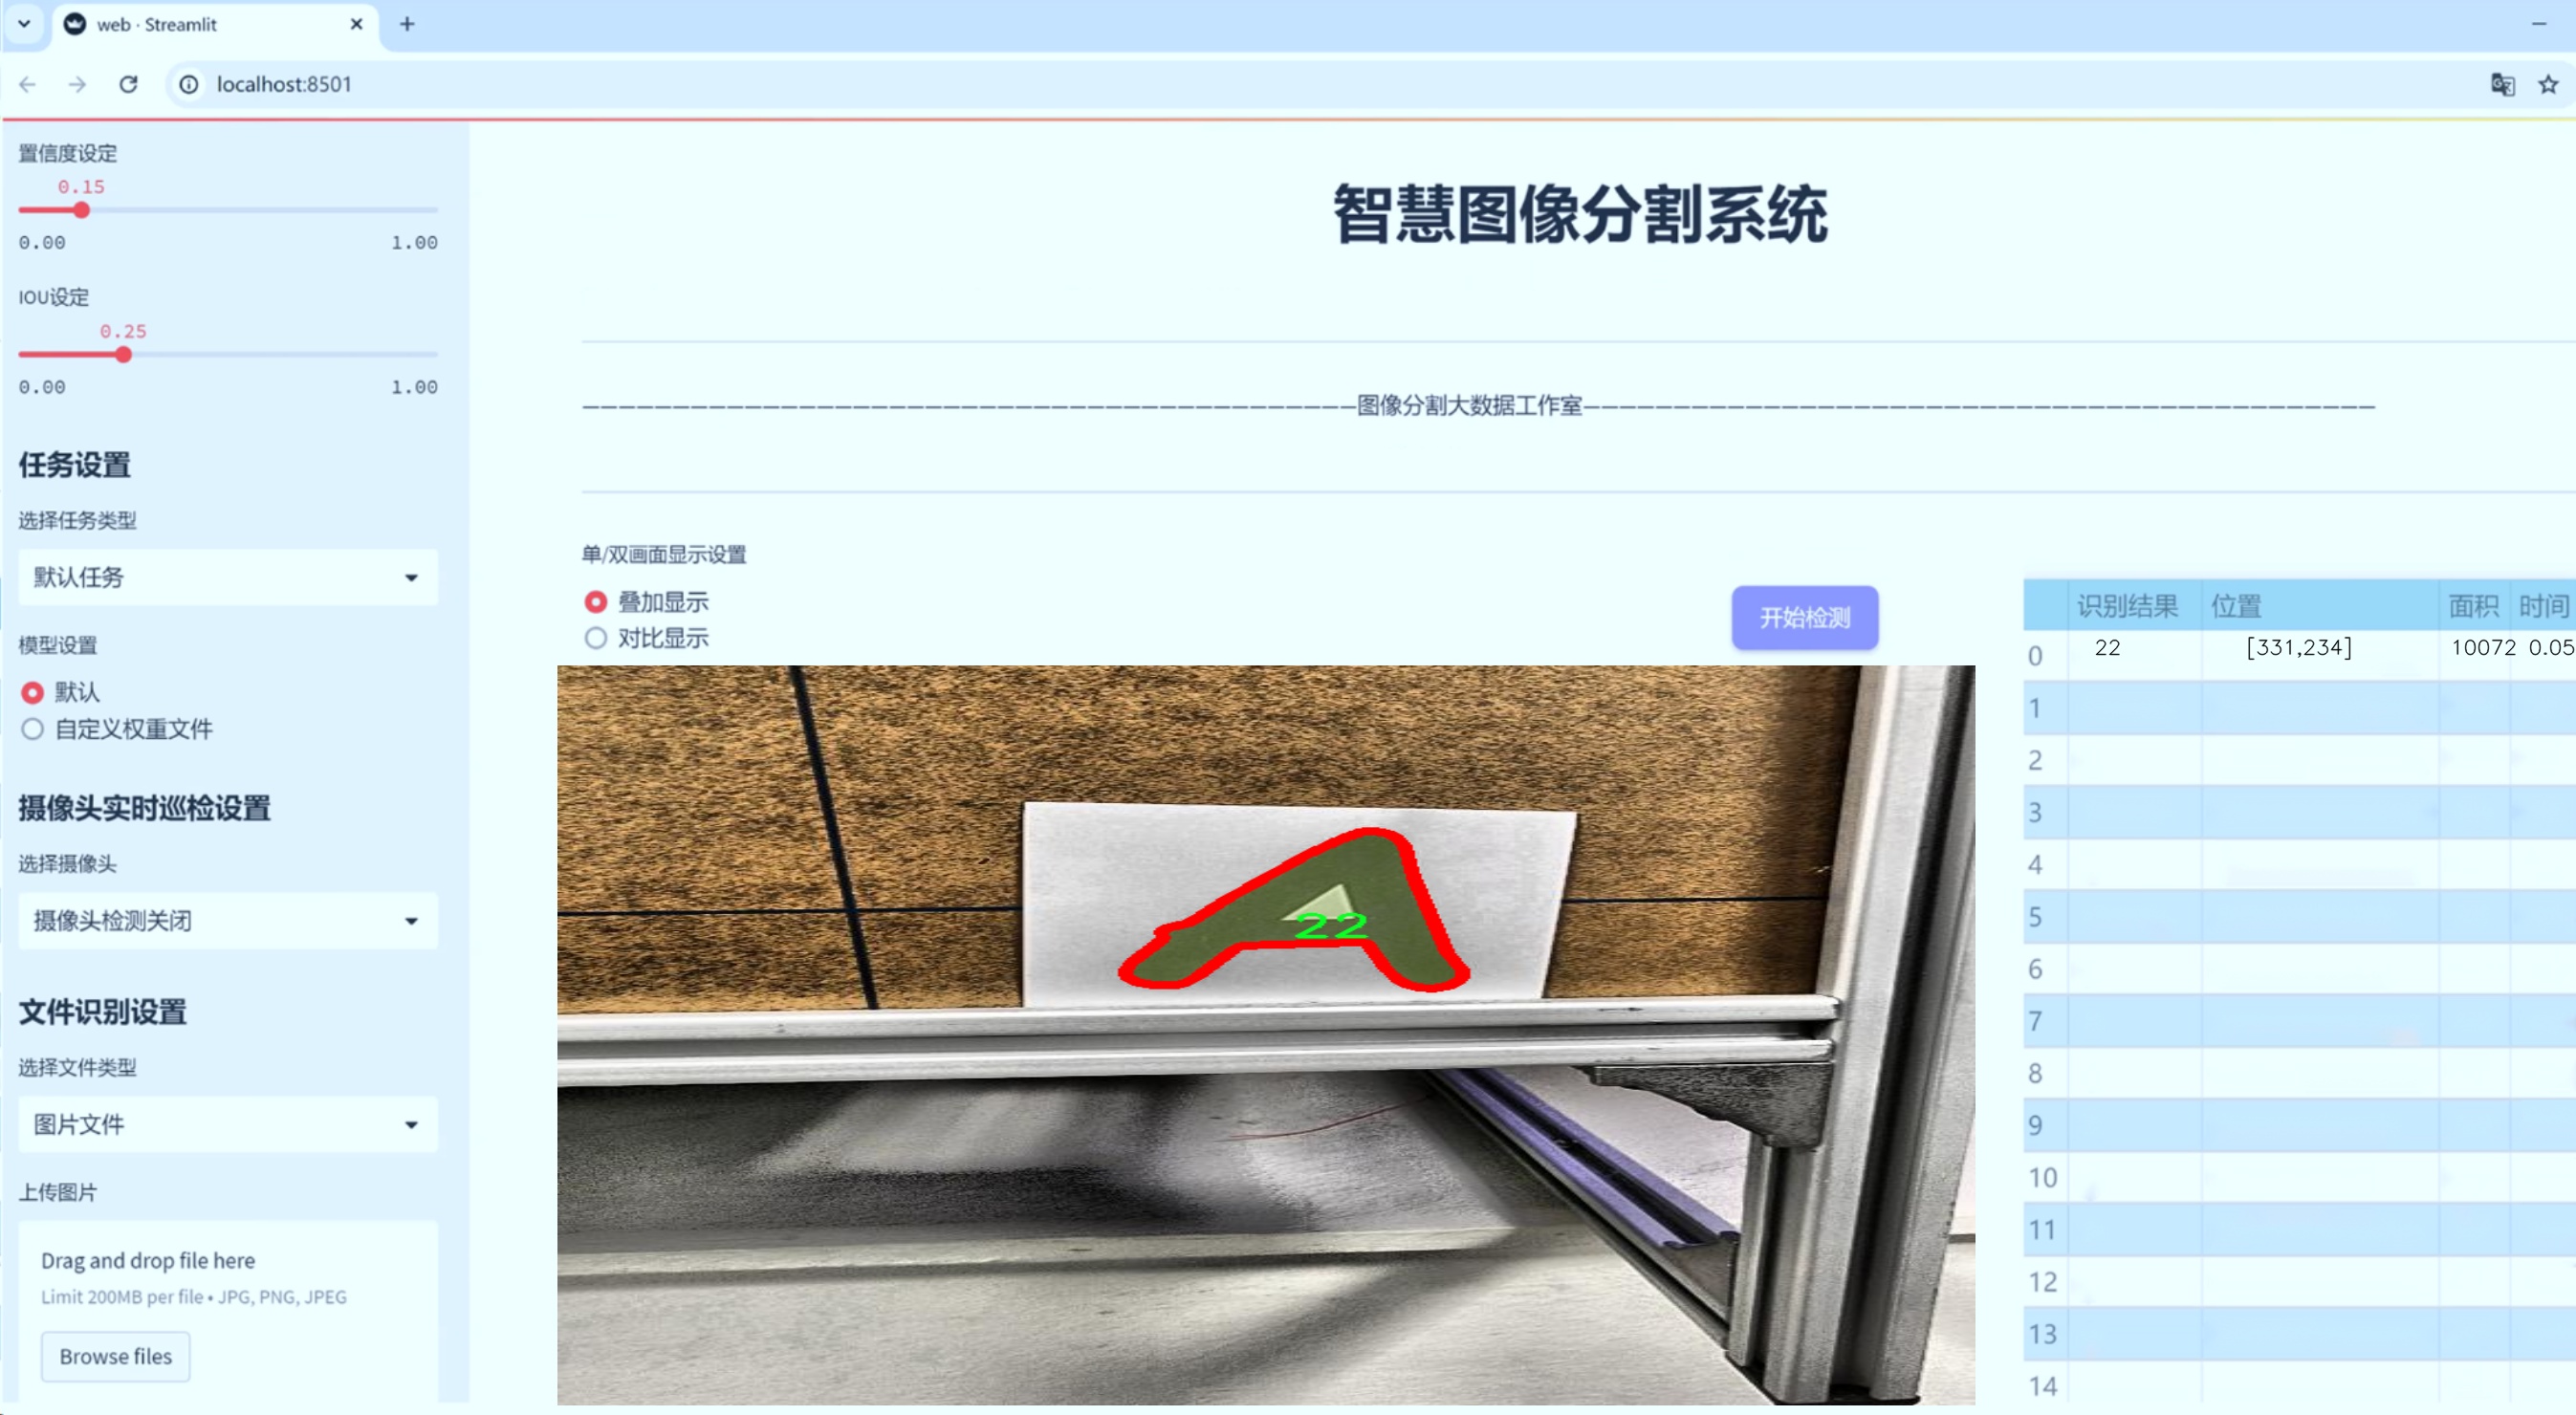 web · Streamlit
localhost:8501
置信度设定
0.15
0.00 1.00
IOU设定
0.25
0.00 1.00
任务设置
选择任务类型
默认任务
模型设置
默认
自定义权重文件
摄像头实时巡检设置
选择摄像头
摄像头检测关闭
文件识别设置
选择文件类型
图片文件
上传图片
Drag and drop file here
Limit 200MB per file • JPG, PNG, JPEG
Browse files
智慧图像分割系统
图像分割大数据工作室
单/双画面显示设置
叠加显示
对比显示
开始检测
22
识别结果 位置 面积 时间
0 22 [331,234] 10072 0.05
1
2
3
4
5
6
7
8
9
10
11
12
13
14